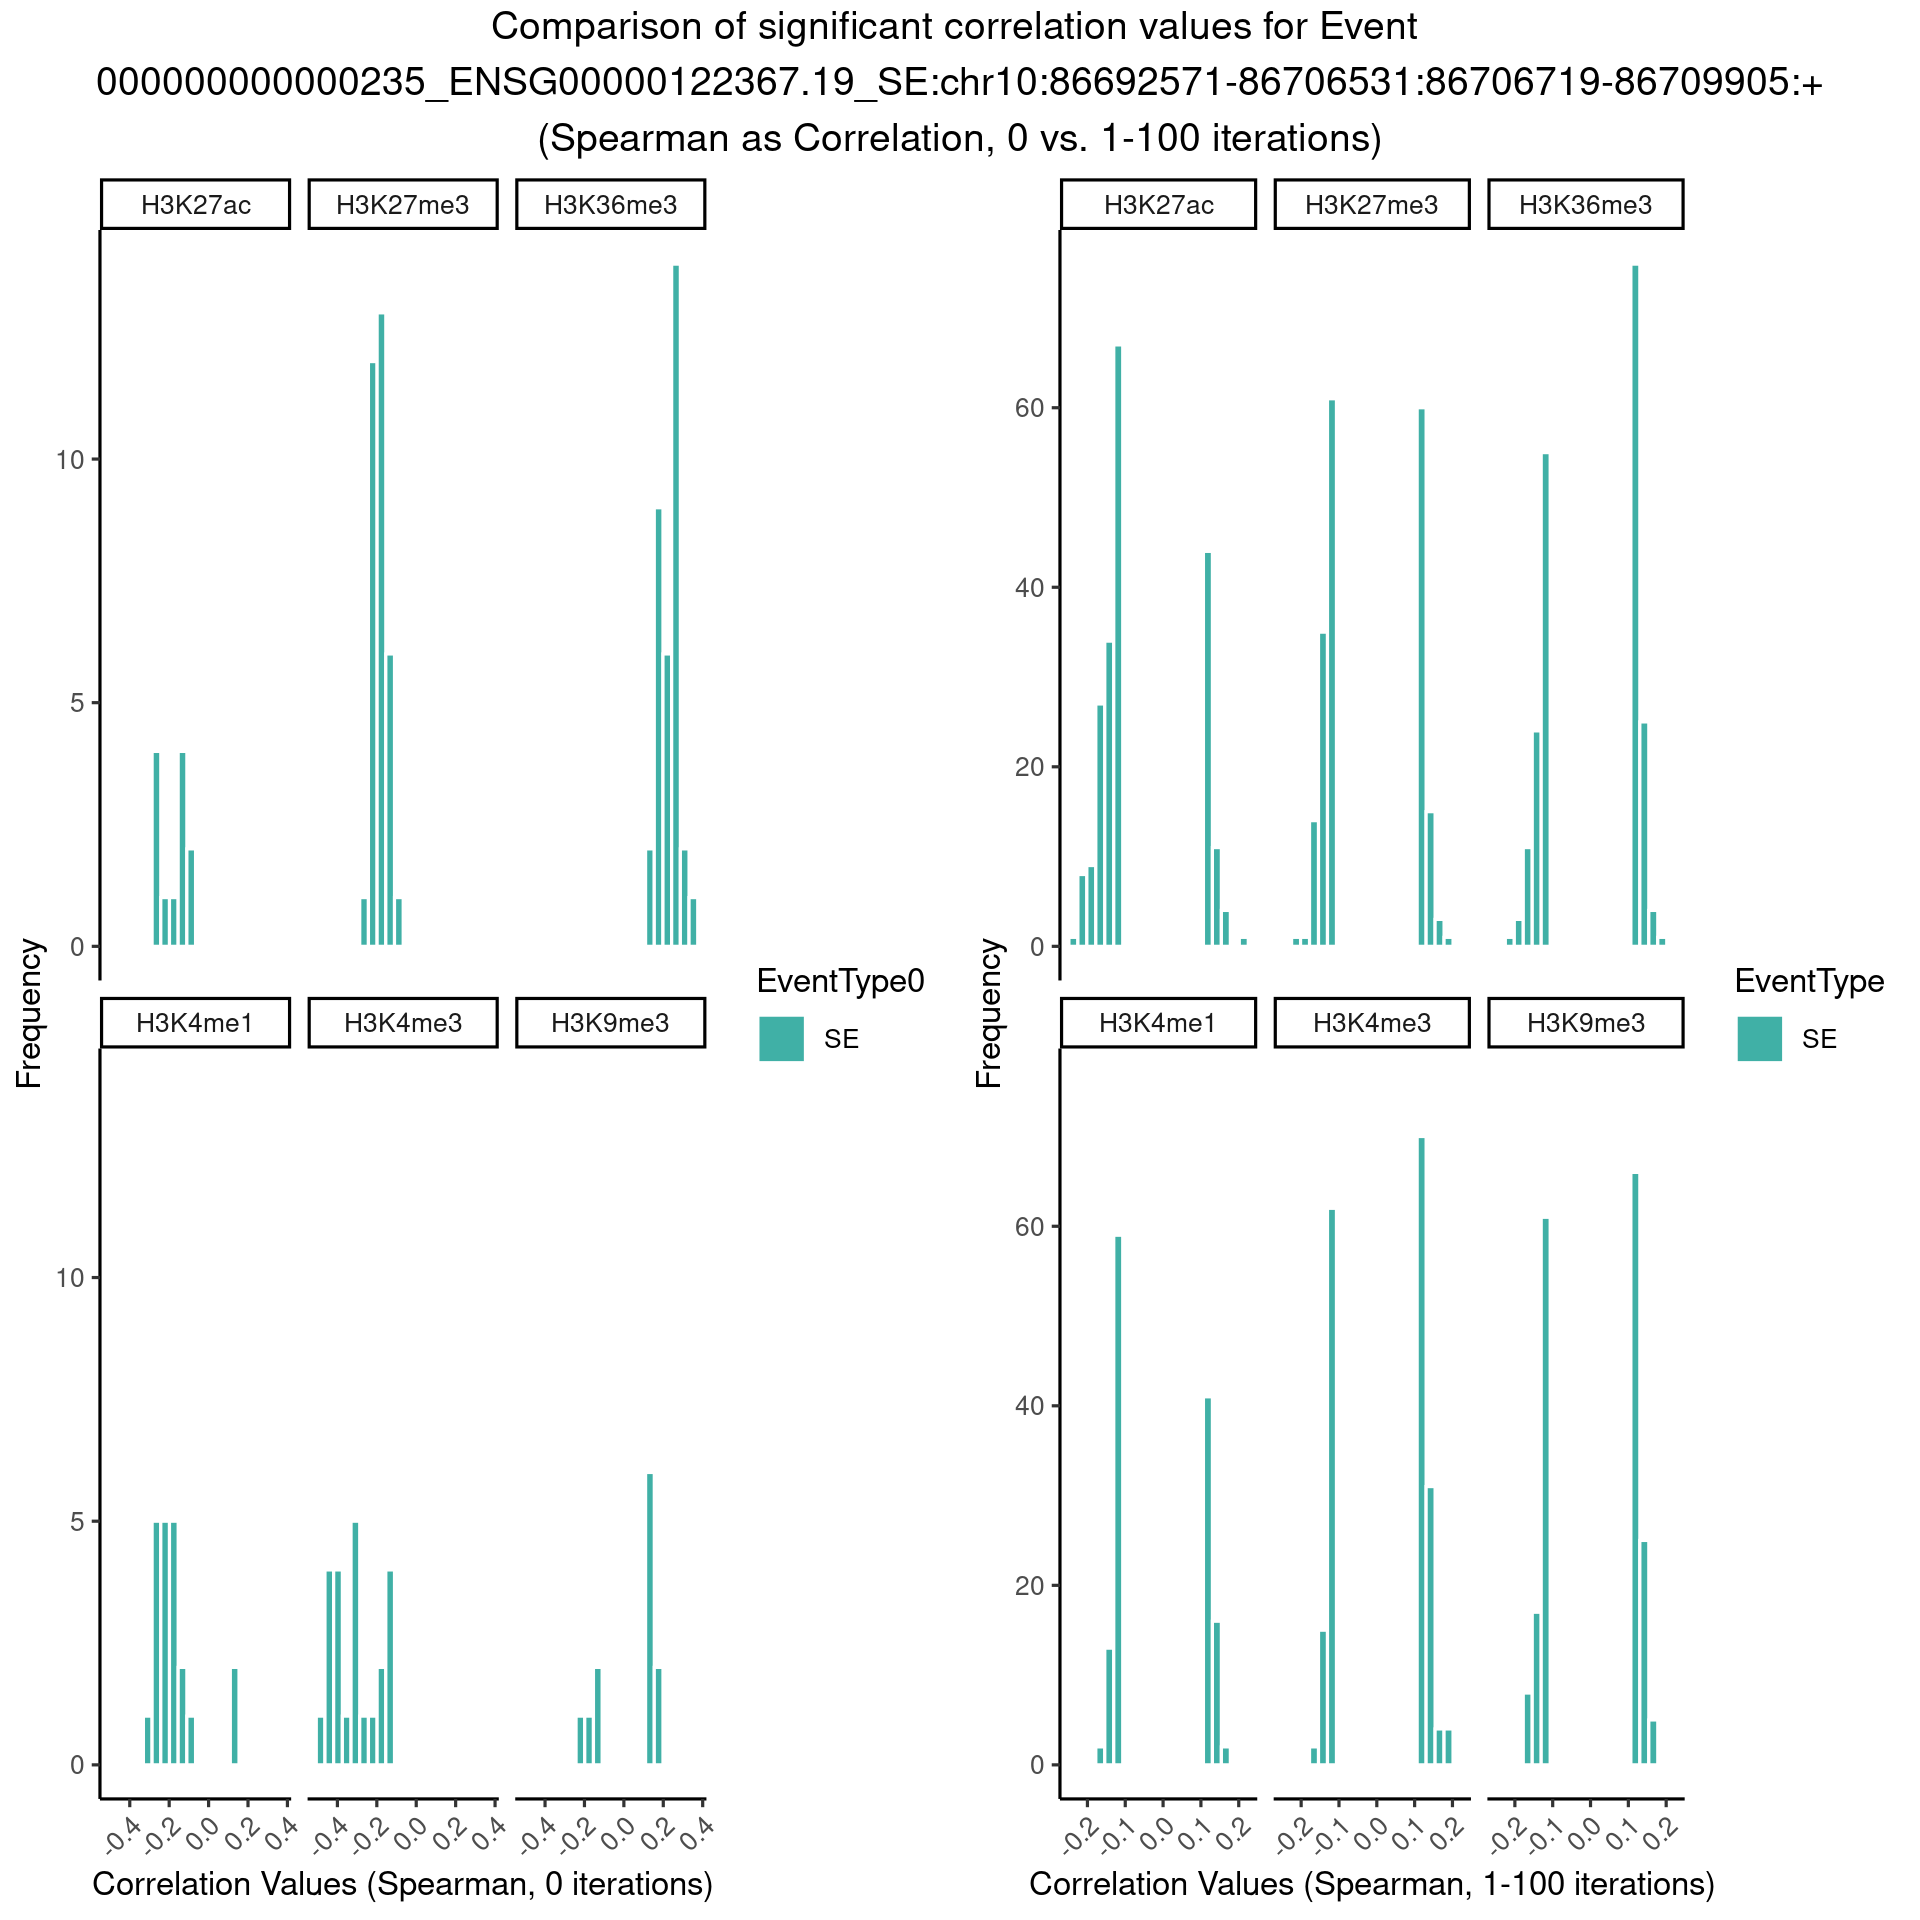 Comparison of significant correlation values for Event
000000000000235_ENSG00000122367.19_SE:chr10:86692571-86706531:86706719-86709905:+
(Spearman as Correlation, 0 vs. 1-100 iterations)
H3K27ac H3K27me3 H3K36me3
10
5
0
H3K4me1 H3K4me3 H3K9me3
10
5
0
-0.4 -0.2 0.0 0.2 0.4 -0.4 -0.2 0.0 0.2 0.4 -0.4 -0.2 0.0 0.2 0.4
Frequency
Correlation Values (Spearman, 0 iterations)
EventType0
SE
H3K27ac H3K27me3 H3K36me3
60
40
20
0
H3K4me1 H3K4me3 H3K9me3
60
40
20
0
-0.2 -0.1 0.0 0.1 0.2 -0.2 -0.1 0.0 0.1 0.2 -0.2 -0.1 0.0 0.1 0.2
Frequency
Correlation Values (Spearman, 1-100 iterations)
EventType
SE